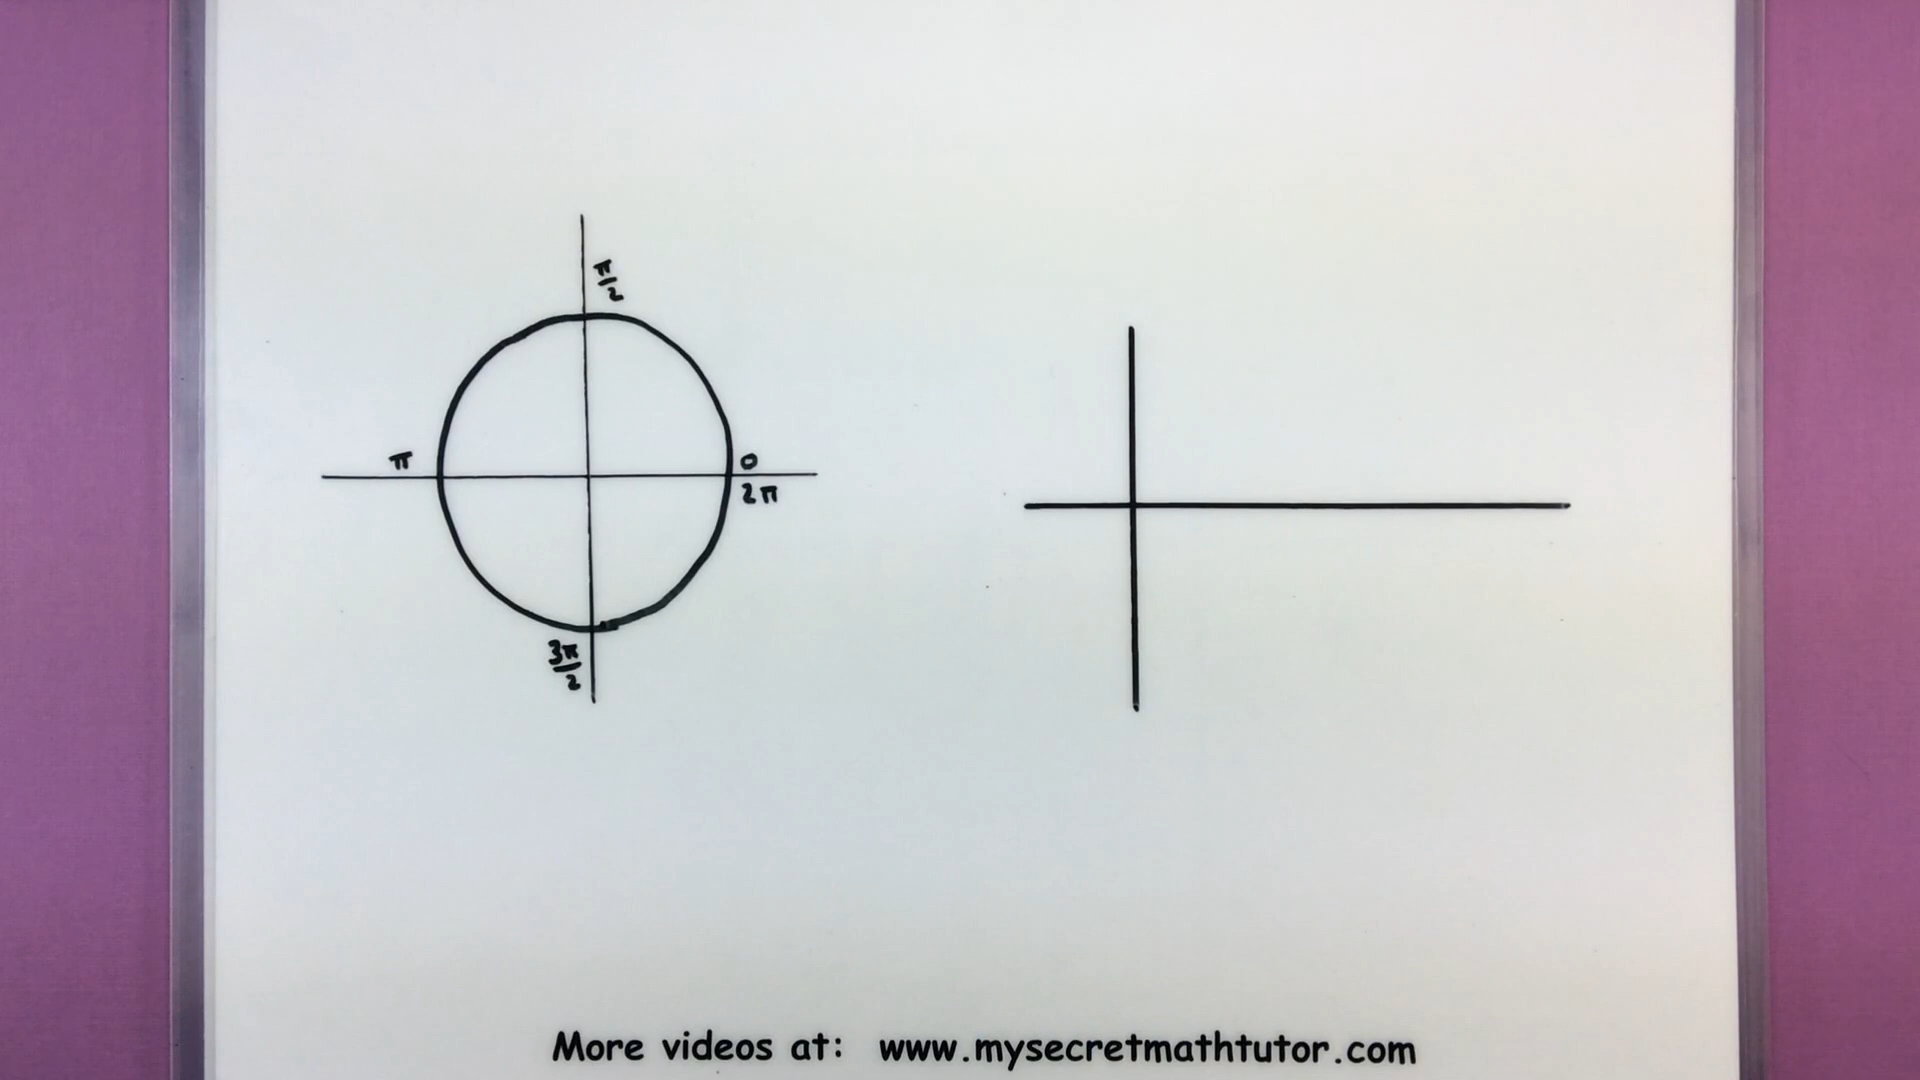 π/2
π
0
2π
3π/2
More videos at: www.mysecretmathtutor.com